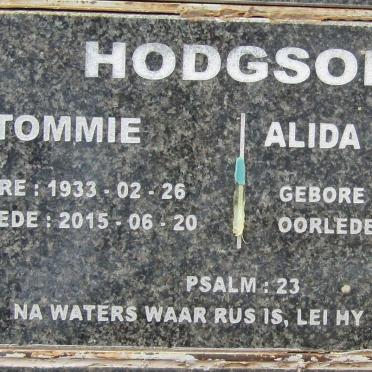 HODGSO
TOMMIE ALIDA
RE : 1933 - 02 - 26 GEBORE
EDE : 2015 - 06 - 20 OORLEDE
PSALM : 23
NA WATERS WAAR RUS IS, LEI HY